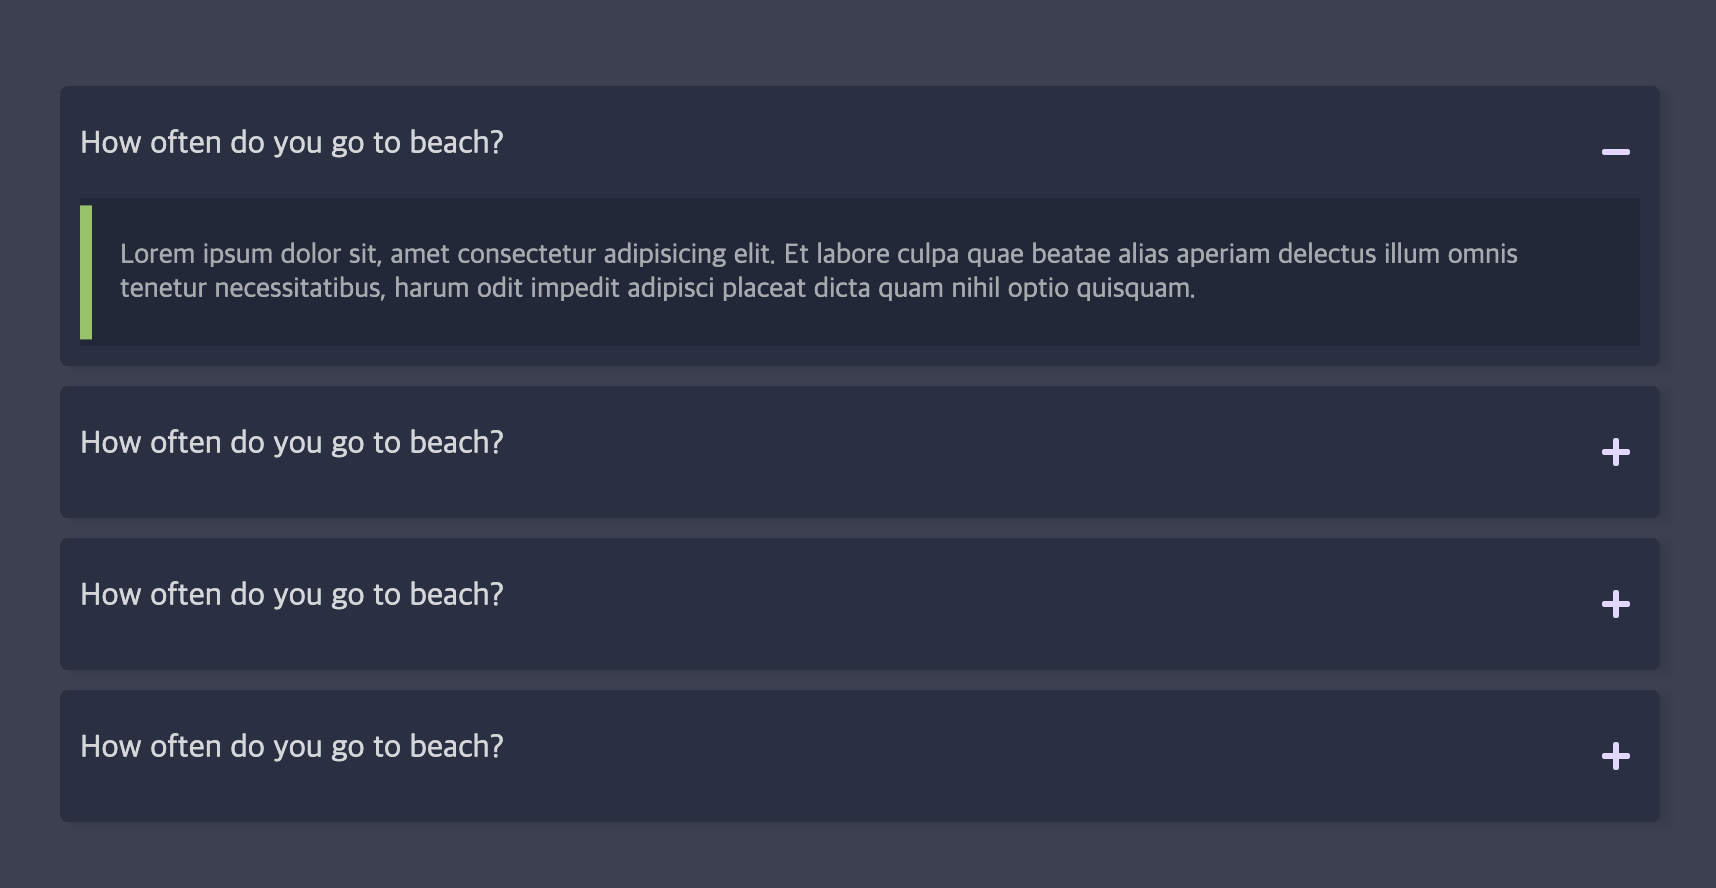 How often do you go to beach?
Lorem ipsum dolor sit, amet consectetur adipisicing elit. Et labore culpa quae beatae alias aperiam delectus illum omnis
tenetur necessitatibus, harum odit impedit adipisci placeat dicta quam nihil optio quisquam.
How often do you go to beach?
How often do you go to beach?
How often do you go to beach?